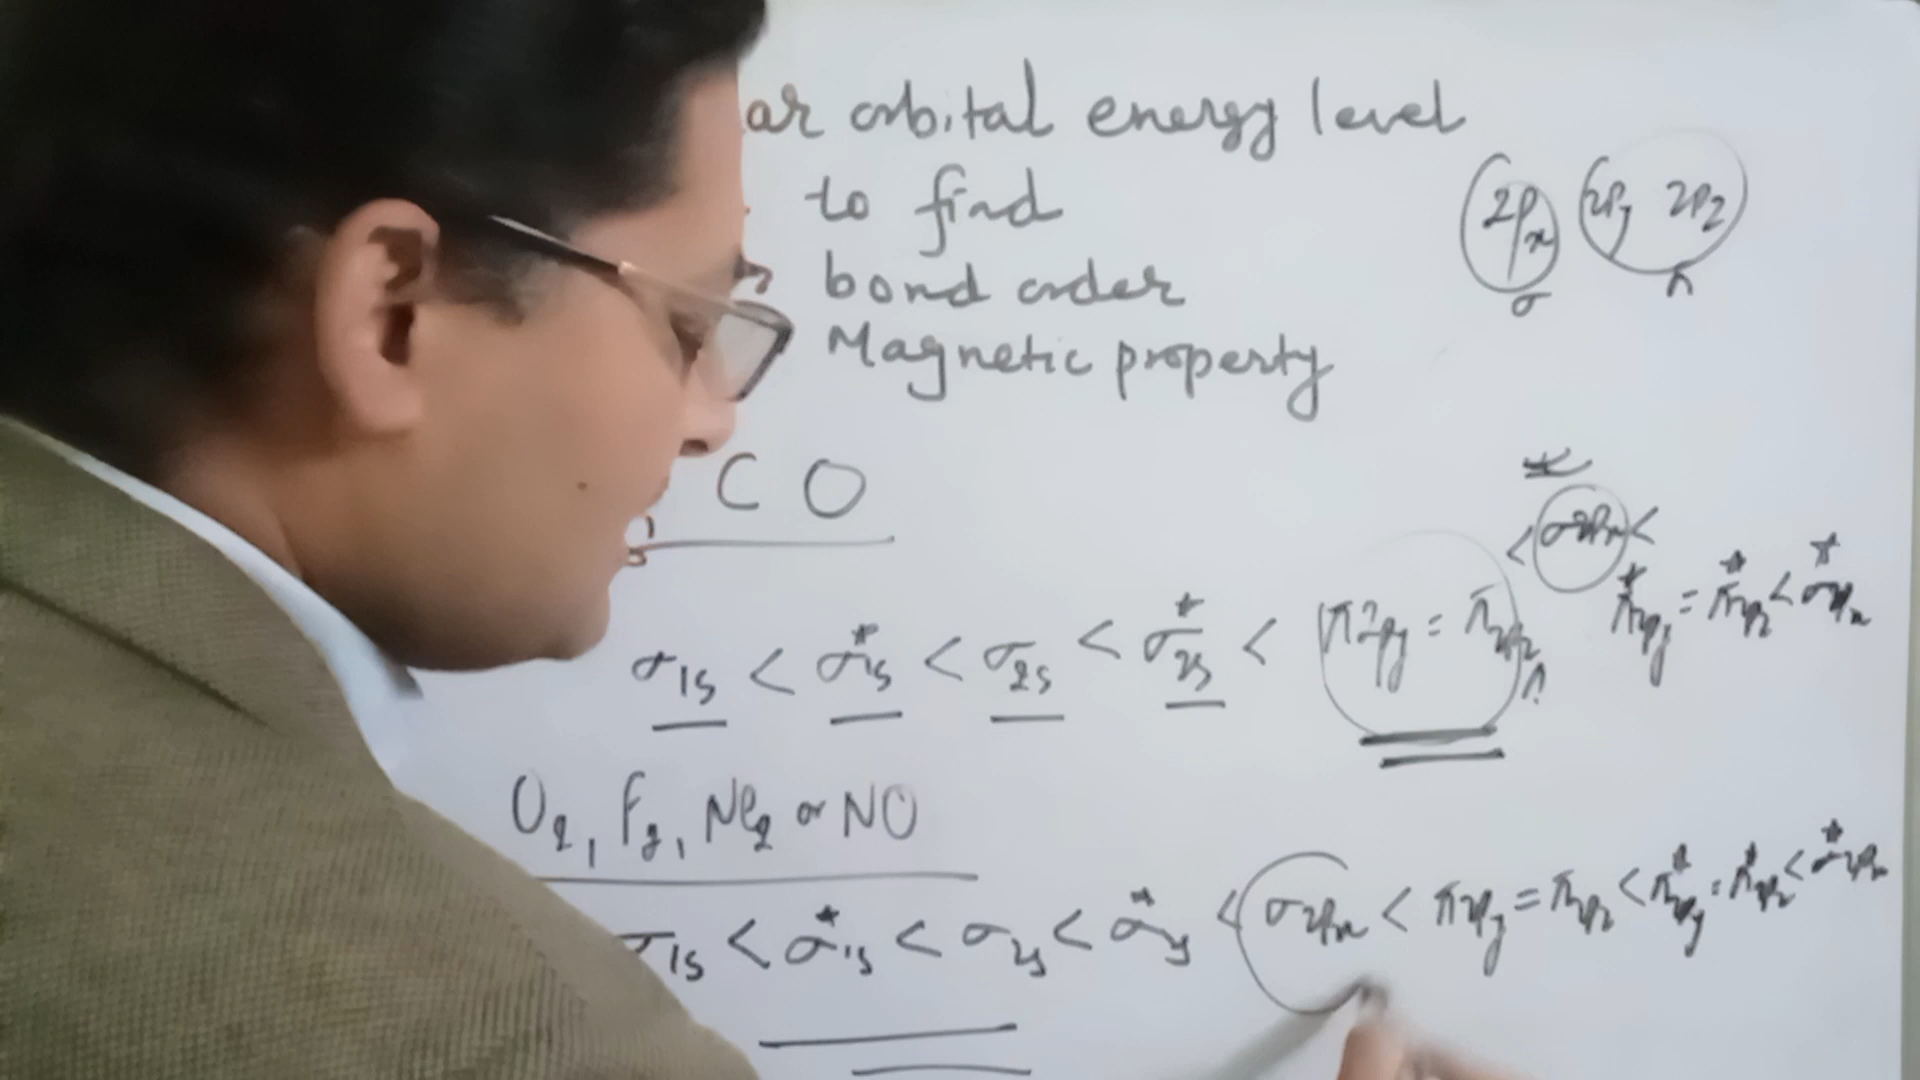 ar orbital energy level
to find
bond order
Magnetic property
2px 2py 2pz
σ π
C O
σ1s < σ*1s < σ2s < σ*2s < π2py = π2pz < σ2px < π*2py = π*2pz < σ*2px
O2, F2, Ne2 or NO
σ1s < σ*1s < σ2s < σ*2s < σ2px < π2py = π2pz < π*2py = π*2pz < σ*2px